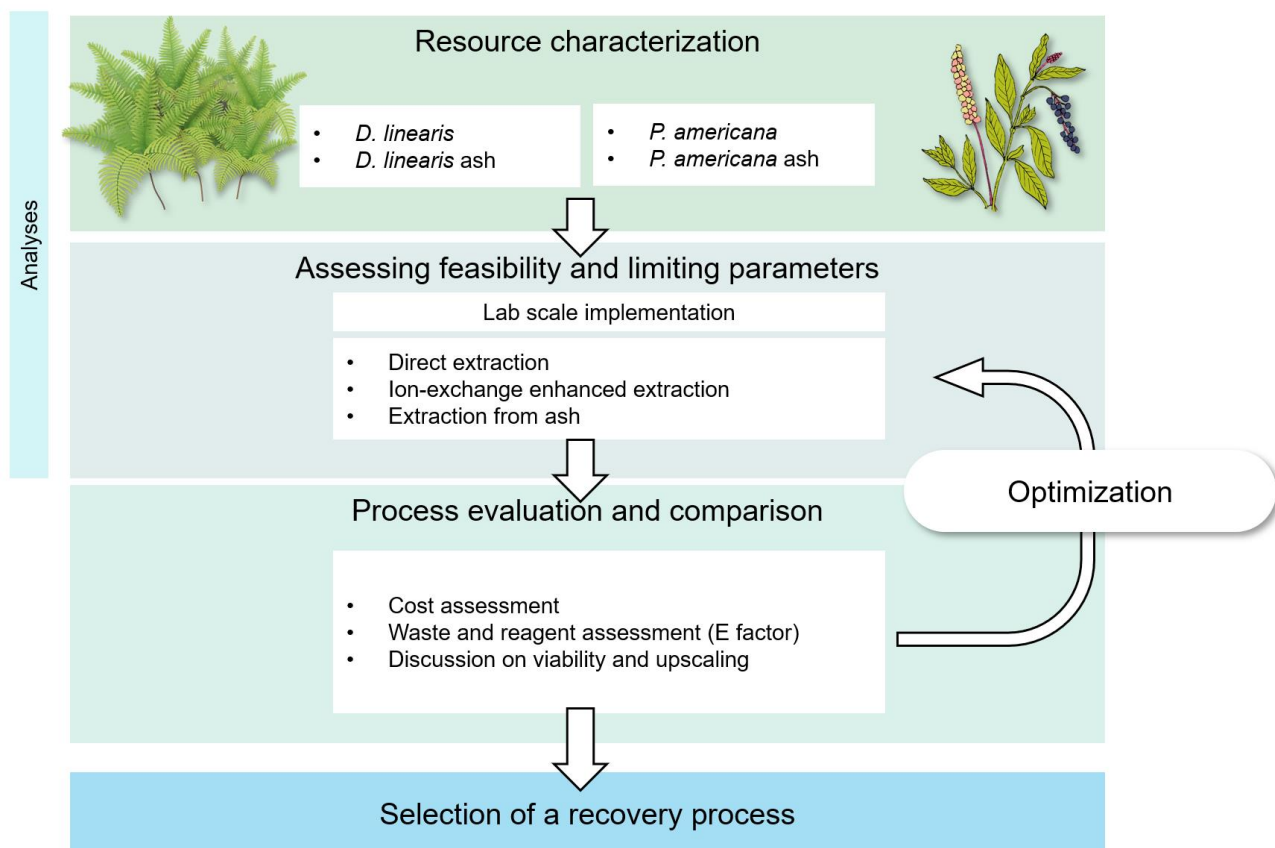 Analyses
Resource characterization
• D. linearis
• D. linearis ash
• P. americana
• P. americana ash
Assessing feasibility and limiting parameters
Lab scale implementation
• Direct extraction
• Ion-exchange enhanced extraction
• Extraction from ash
Optimization
Process evaluation and comparison
• Cost assessment
• Waste and reagent assessment (E factor)
• Discussion on viability and upscaling
Selection of a recovery process